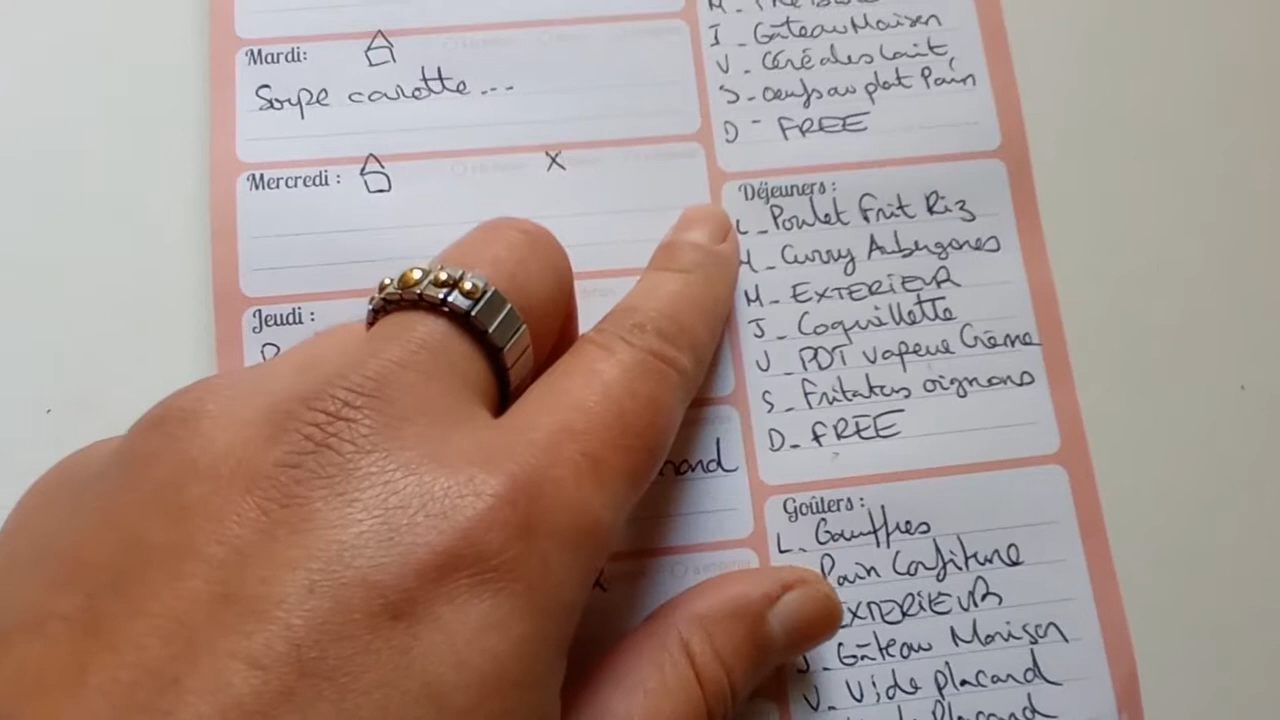 Mardi:
Soupe carotte...
Mercredi :
X
Jeudi :
I _ Gâteau Maison
V _ Céréales Lait
S - oeufs au plat Pain
D - FREE
Déjeuners :
L _ Poulet Frit Riz
M _ Curry Aubergines
M _ EXTERIEUR
J _ Coquillette
V _ PDT vapeur Crème
S _ Fritatas oignons
D _ FREE
Goûters :
L _ Gauffres
Pain Confiture
EXTERIEUR
J _ Gâteau Maison
V _ Vide placard
Placard